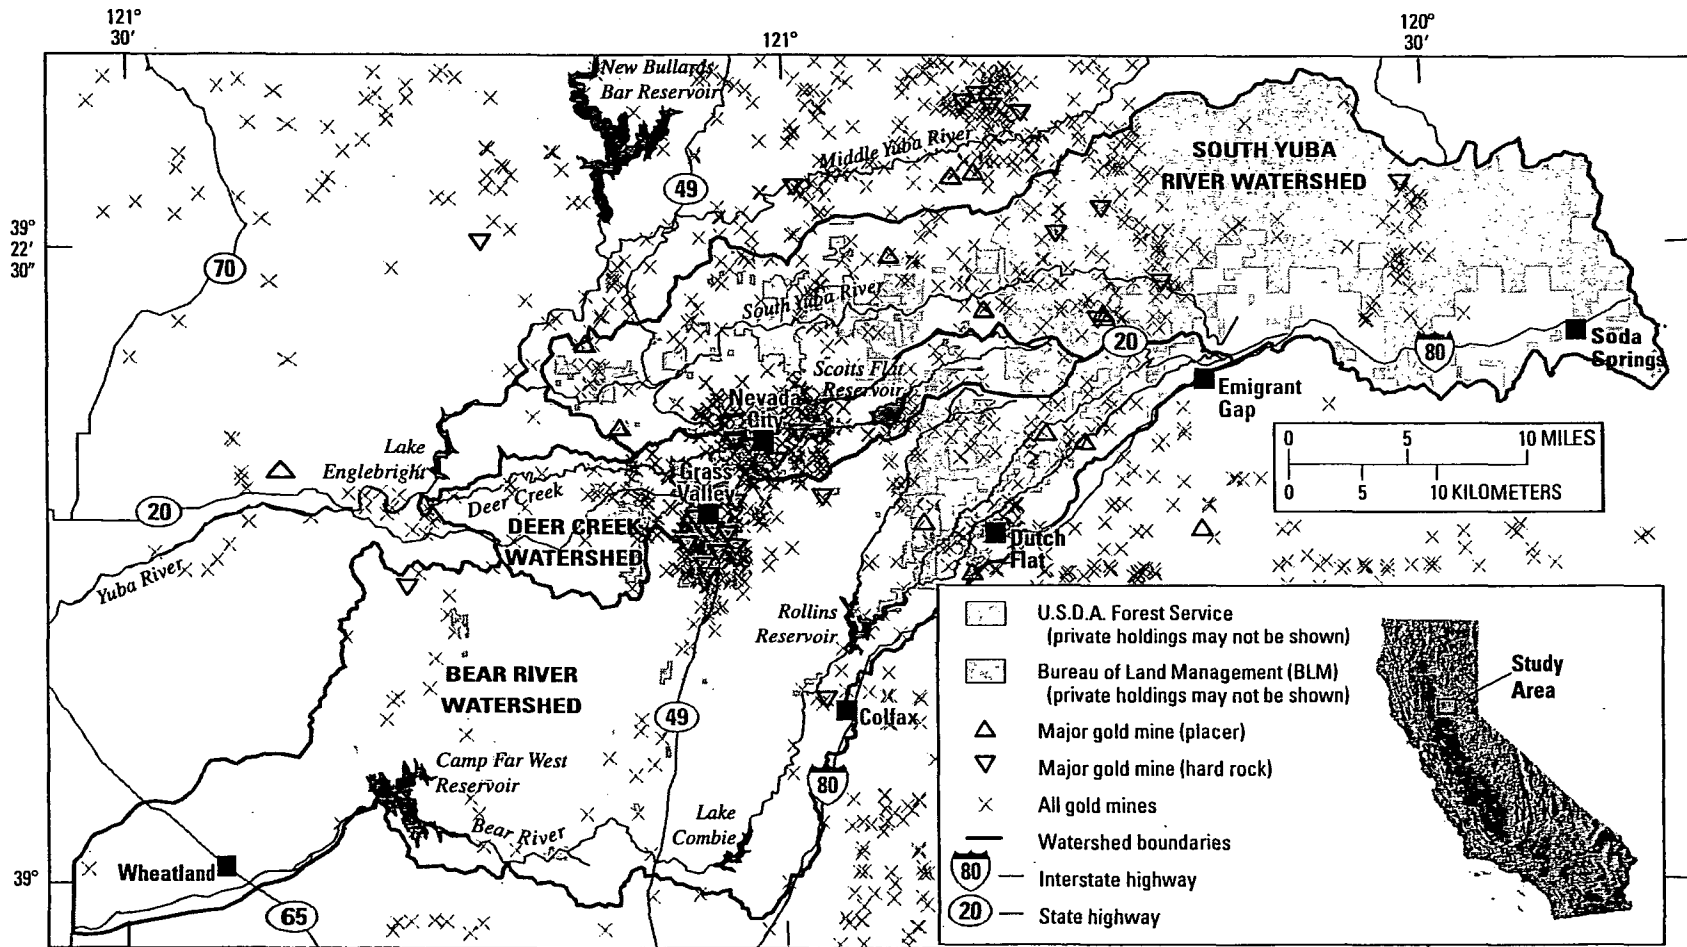 121°
30'
121°
120°
30'
New Bullards
Bar Reservoir
Middle Yuba River
SOUTH YUBA
RIVER WATERSHED
49
39°
22'
30"
70
South Yuba River
20
80
Soda
Springs
Scotts Flat
Reservoir
Emigrant
Gap
Nevada
City
Lake
Englebright
Grass
Valley
0 5 10 MILES
0 5 10 KILOMETERS
20
Deer
Creek
DEER CREEK
WATERSHED
Dutch
Flat
Yuba River
Rollins
Reservoir
BEAR RIVER
WATERSHED
49
Colfax
Camp Far West
Reservoir
80
Lake
Combie
Bear River
Wheatland
39°
65
U.S.D.A. Forest Service
(private holdings may not be shown)
Bureau of Land Management (BLM)
(private holdings may not be shown)
Major gold mine (placer)
Major gold mine (hard rock)
All gold mines
Watershed boundaries
80 Interstate highway
20 State highway
Study
Area